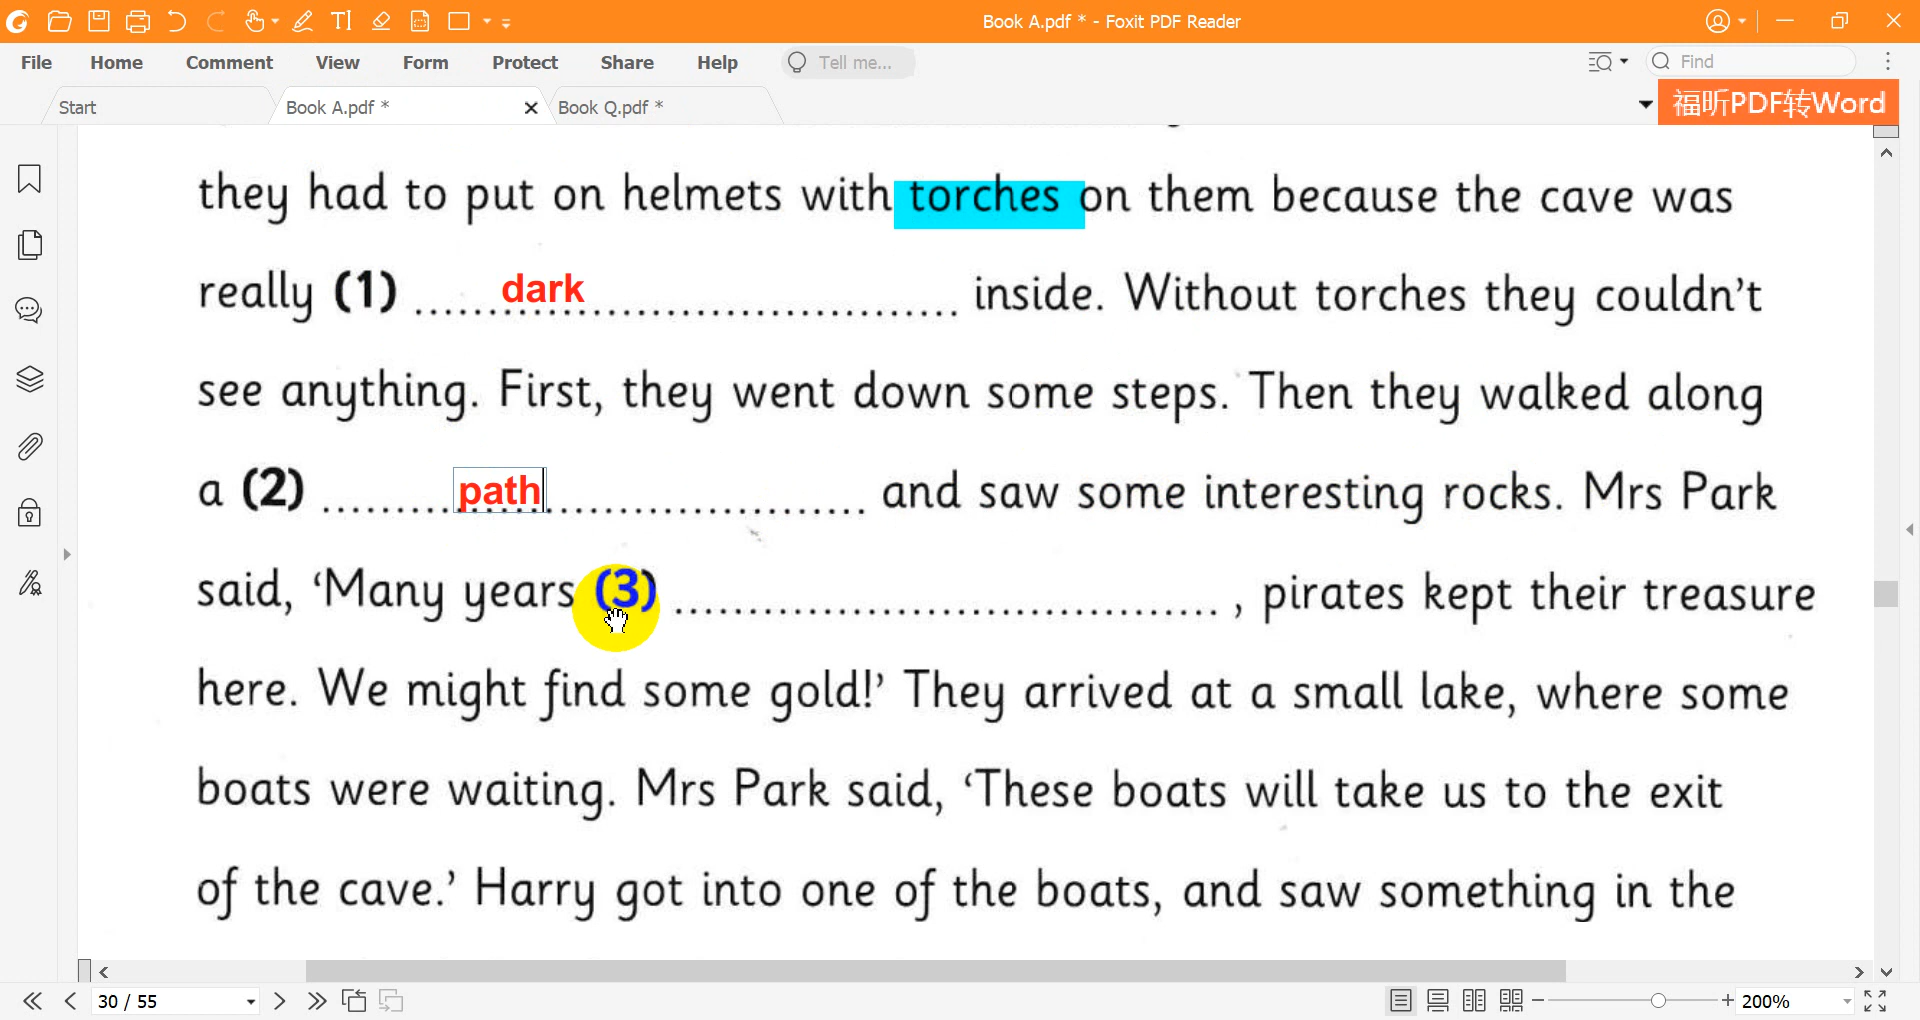 Book A.pdf * - Foxit PDF Reader
File Home Comment View Form Protect Share Help Tell me... Find
Start Book A.pdf * Book Q.pdf * 福昕PDF转Word
they had to put on helmets with torches on them because the cave was
really (1) dark inside. Without torches they couldn't
see anything. First, they went down some steps. Then they walked along
a (2) path and saw some interesting rocks. Mrs Park
said, ‘Many years (3) ........................................ , pirates kept their treasure
here. We might find some gold!’ They arrived at a small lake, where some
boats were waiting. Mrs Park said, ‘These boats will take us to the exit
of the cave.’ Harry got into one of the boats, and saw something in the
30 / 55 200%